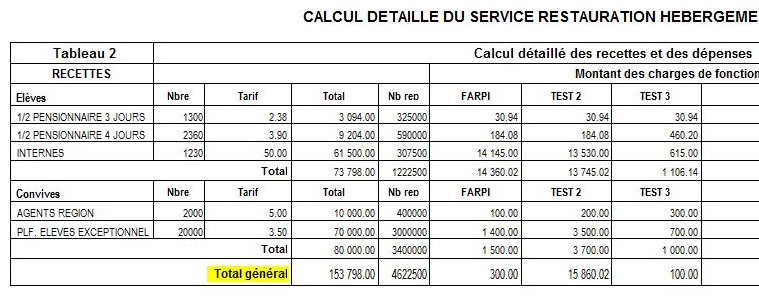 CALCUL DETAILLE DU SERVICE RESTAURATION HEBERGEME
Tableau 2 Calcul détaillé des recettes et des dépenses
RECETTES Montant des charges de fonction
Elèves Nbre Tarif Total Nb rep FARPI TEST 2 TEST 3
1/2 PENSIONNAIRE 3 JOURS 1300 2.38 3 094.00 325000 30.94 30.94 30.94
1/2 PENSIONNAIRE 4 JOURS 2360 3.90 9 204.00 590000 184.08 184.08 460.20
INTERNES 1230 50.00 61 500.00 307500 14 145.00 13 530.00 615.00
Total 73 798.00 1222500 14 360.02 13 745.02 1 106.14
Convives Nbre Tarif Total Nb rep FARPI TEST 2 TEST 3
AGENTS REGION 2000 5.00 10 000.00 400000 100.00 200.00 300.00
PLF. ELEVES EXCEPTIONNEL 20000 3.50 70 000.00 3000000 1 400.00 3 500.00 700.00
Total 80 000.00 3400000 1 500.00 3 700.00 1 000.00
Total général 153 798.00 4622500 300.00 15 860.02 100.00